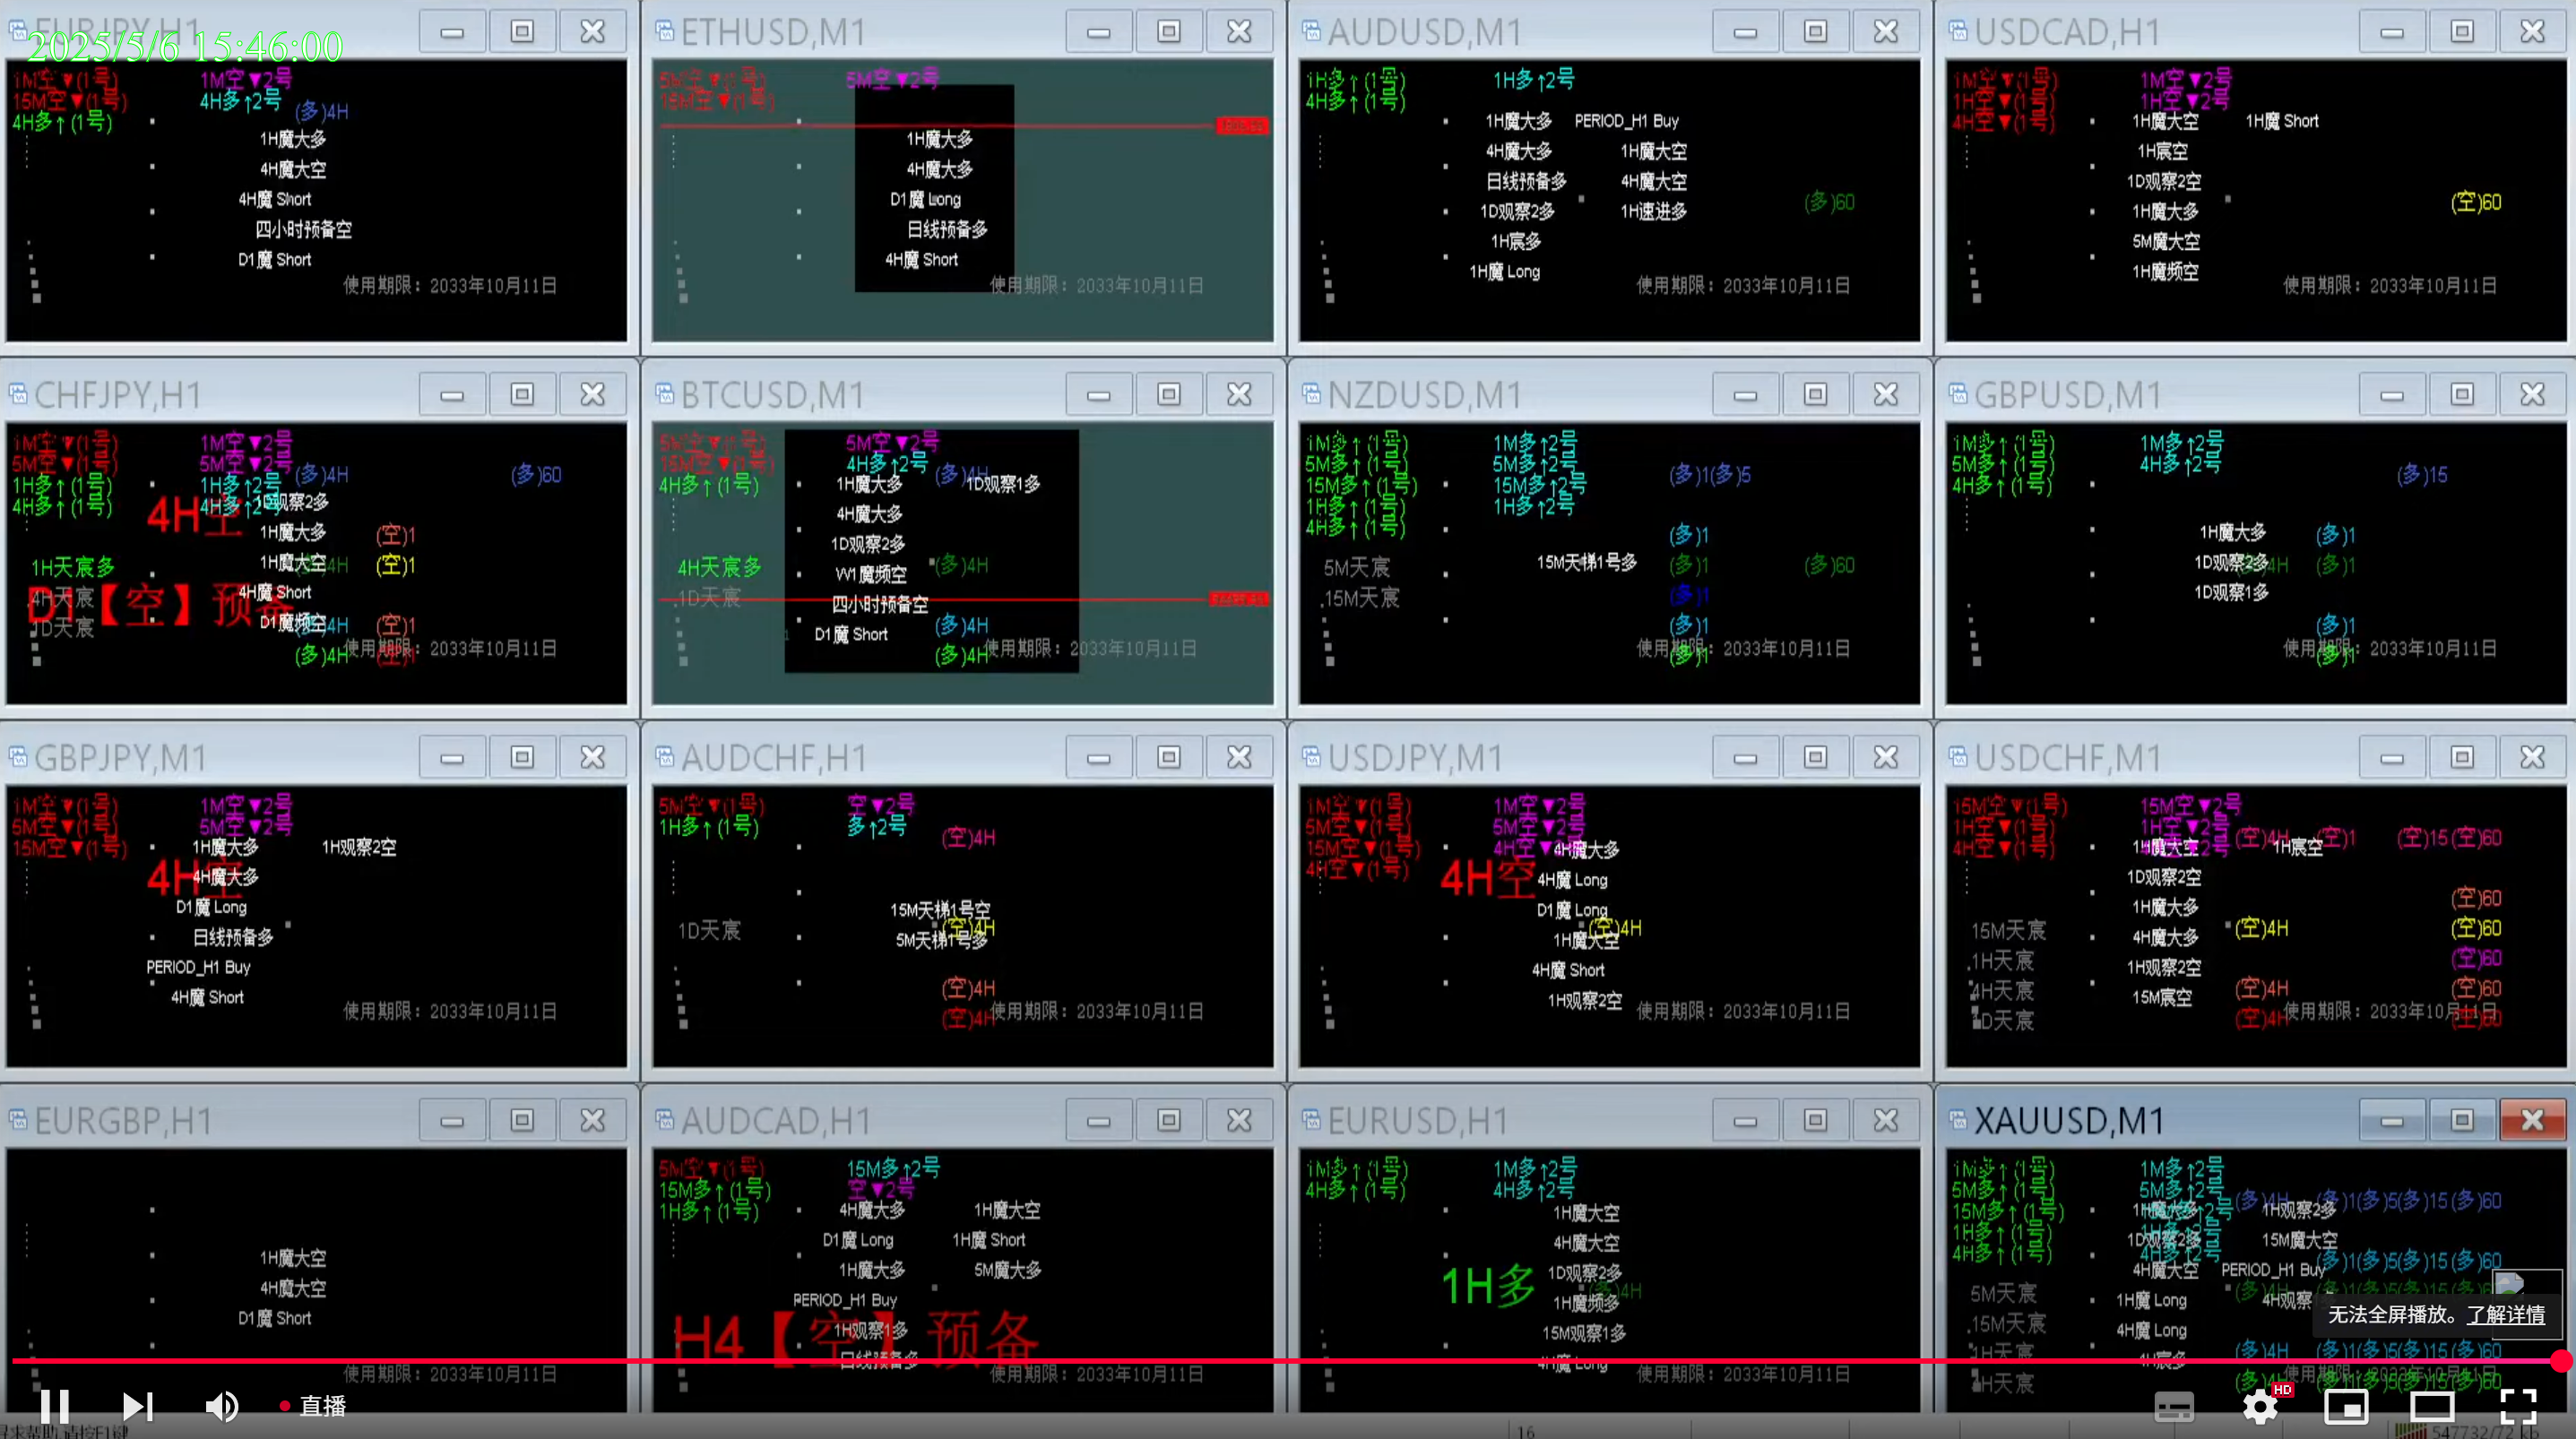 EURJPY,H1
2025/5/6 15:46:00
1M空▼(1号)
15M空▼(1号)
4H多↑(1号)
1M空▼2号
4H多↑2号
(多)4H
1H魔大多
4H魔大空
4H魔 Short
四小时预备空
D1魔 Short
使用期限：2033年10月11日
ETHUSD,M1
5M空▼(1号)
15M空▼(1号)
5M空▼2号
1H魔大多
4H魔大多
D1魔 Long
日线预备多
4H魔 Short
使用期限：2033年10月11日
AUDUSD,M1
1H多↑(1号)
4H多↑(1号)
1H多↑2号
1H魔大多 PERIOD_H1 Buy
4H魔大多 1H魔大空
日线预备多 4H魔大空
1D观察2多 1H速进多
(多)60
1H宸多
1H魔 Long
使用期限：2033年10月11日
USDCAD,H1
1M空▼(1号)
1H空▼(1号)
4H空▼(1号)
1M空▼2号
1H空▼2号
1H魔大空 1H魔 Short
1H宸空
1D观察2空
(空)60
1H魔大多
5M魔大空
1H魔频空
使用期限：2033年10月11日
CHFJPY,H1
1M空▼(1号)
5M空▼(1号)
1H多↑(1号)
4H多↑(1号)
1M空▼2号
5M空▼2号
1H多↑2号
4H多↑2号
(多)4H
(多)60
4H空
观察2多
1H魔大多
(空)1
1H魔大空
(空)1
1H天宸多
4H天宸
1D天宸
【空】预备
4H魔 Short
D1魔频空
(空)1
(多)4H
使用期限：2033年10月11日
BTCUSD,M1
5M空▼(1号)
15M空▼(1号)
4H多↑(1号)
5M空▼2号
4H多↑2号
(多)4H
1H魔大多 1D观察1多
4H魔大多
1D观察2多
W1魔频空
(多)4H
4H天宸多
1D天宸
四小时预备空
D1魔 Short
(多)4H
(多)4H
使用期限：2033年10月11日
NZDUSD,M1
1M多↑(1号)
5M多↑(1号)
15M多↑(1号)
1H多↑(1号)
4H多↑(1号)
1M多↑2号
5M多↑2号
15M多↑2号
1H多↑2号
(多)1(多)5
(多)1
5M天宸
15M天宸
15M天梯1号多
(多)1
(多)60
(多)1
(多)1
(多)1
使用期限：2033年10月11日
GBPUSD,M1
1M多↑(1号)
5M多↑(1号)
4H多↑(1号)
1M多↑2号
4H多↑2号
(多)15
1H魔大多
(多)1
1D观察2多
(多)1
1D观察1多
(多)1
(多)1
使用期限：2033年10月11日
GBPJPY,M1
1M空▼(1号)
5M空▼(1号)
15M空▼(1号)
1M空▼2号
5M空▼2号
1H魔大多 1H观察2空
4H空
4H魔大多
D1魔 Long
日线预备多
PERIOD_H1 Buy
4H魔 Short
使用期限：2033年10月11日
AUDCHF,H1
5M空▼(1号)
1H多↑(1号)
空▼2号
多↑2号
(空)4H
15M天梯1号空
(空)4H
1D天宸
5M天梯1号多
(空)4H
(空)4H
使用期限：2033年10月11日
USDJPY,M1
1M空▼(1号)
5M空▼(1号)
15M空▼(1号)
4H空▼(1号)
1M空▼2号
5M空▼2号
4H空▼
4H魔大多
4H空
4H魔 Long
D1魔 Long
(空)4H
1H魔大空
4H魔 Short
1H观察2空
使用期限：2033年10月11日
USDCHF,M1
15M空▼(1号)
1H空▼(1号)
4H空▼(1号)
15M空▼2号
1H空▼2号
(空)4H (空)1 (空)15(空)60
1H魔大空 1H宸空
1D观察2空
1H魔大多
(空)60
4H魔大多
(空)4H
(空)60
15M天宸
1H天宸
4H天宸
1D天宸
1H观察2空
(空)60
15M宸空
(空)4H
(空)60
(空)4H
使用期限：2033年10月11日
EURGBP,H1
1H魔大空
4H魔大空
D1魔 Short
使用期限：2033年10月11日
AUDCAD,H1
5M空▼(1号)
15M多↑(1号)
1H多↑(1号)
15M多↑2号
空▼2号
4H魔大多 1H魔大空
D1魔 Long 1H魔 Short
1H魔大多 5M魔大多
PERIOD_H1 Buy
H4【空】预备
1H观察1多
日线预备多
使用期限：2033年10月11日
EURUSD,H1
1M多↑(1号)
4H多↑(1号)
1M多↑2号
4H多↑2号
1H魔大空
4H魔大空
1H多
1D观察2多
1H魔频多
15M观察1多
4H魔 Long
使用期限：2033年10月11日
XAUUSD,M1
1M多↑(1号)
5M多↑(1号)
15M多↑(1号)
1H多↑(1号)
4H多↑(1号)
1M多↑2号
5M多↑2号
(多)4H (多)1(多)5(多)15(多)60
1H观察2多
1D观察2多 15M魔大空
4H魔大空 PERIOD_H1 Buy
(多)1(多)5(多)15(多)60
5M天宸
15M天宸
1H天宸
4H天宸
1H魔 Long
4H魔 Long
(多)4H (多)1(多)5(多)15(多)60
无法全屏播放。了解详情
直播
HD
16
547732/72 kb